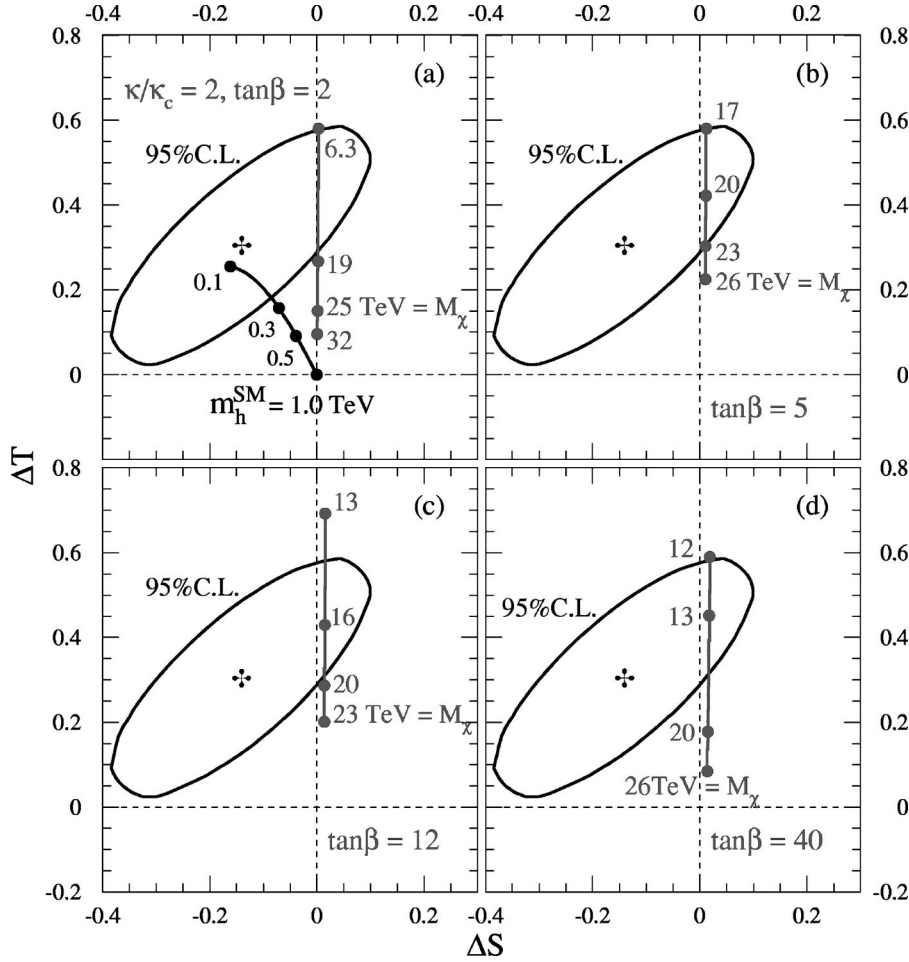 -0.4 -0.2 0 0.2
-0.4 -0.2 0 0.2
0.8
0.6
0.4
0.2
0
(a)
κ/κc = 2, tanβ = 2
95%C.L.
6.3
19
25 TeV = Mχ
32
0.1
0.3
0.5
mhSM = 1.0 TeV
(b)
95%C.L.
17
20
23
26 TeV = Mχ
tanβ = 5
0.8
0.6
0.4
0.2
0
ΔT
0.8
0.6
0.4
0.2
0
-0.2
(c)
95%C.L.
13
16
20
23 TeV = Mχ
tanβ = 12
(d)
95%C.L.
12
13
20
26TeV = Mχ
tanβ = 40
0.8
0.6
0.4
0.2
0
-0.2
-0.4 -0.2 0 0.2
-0.4 -0.2 0 0.2
ΔS